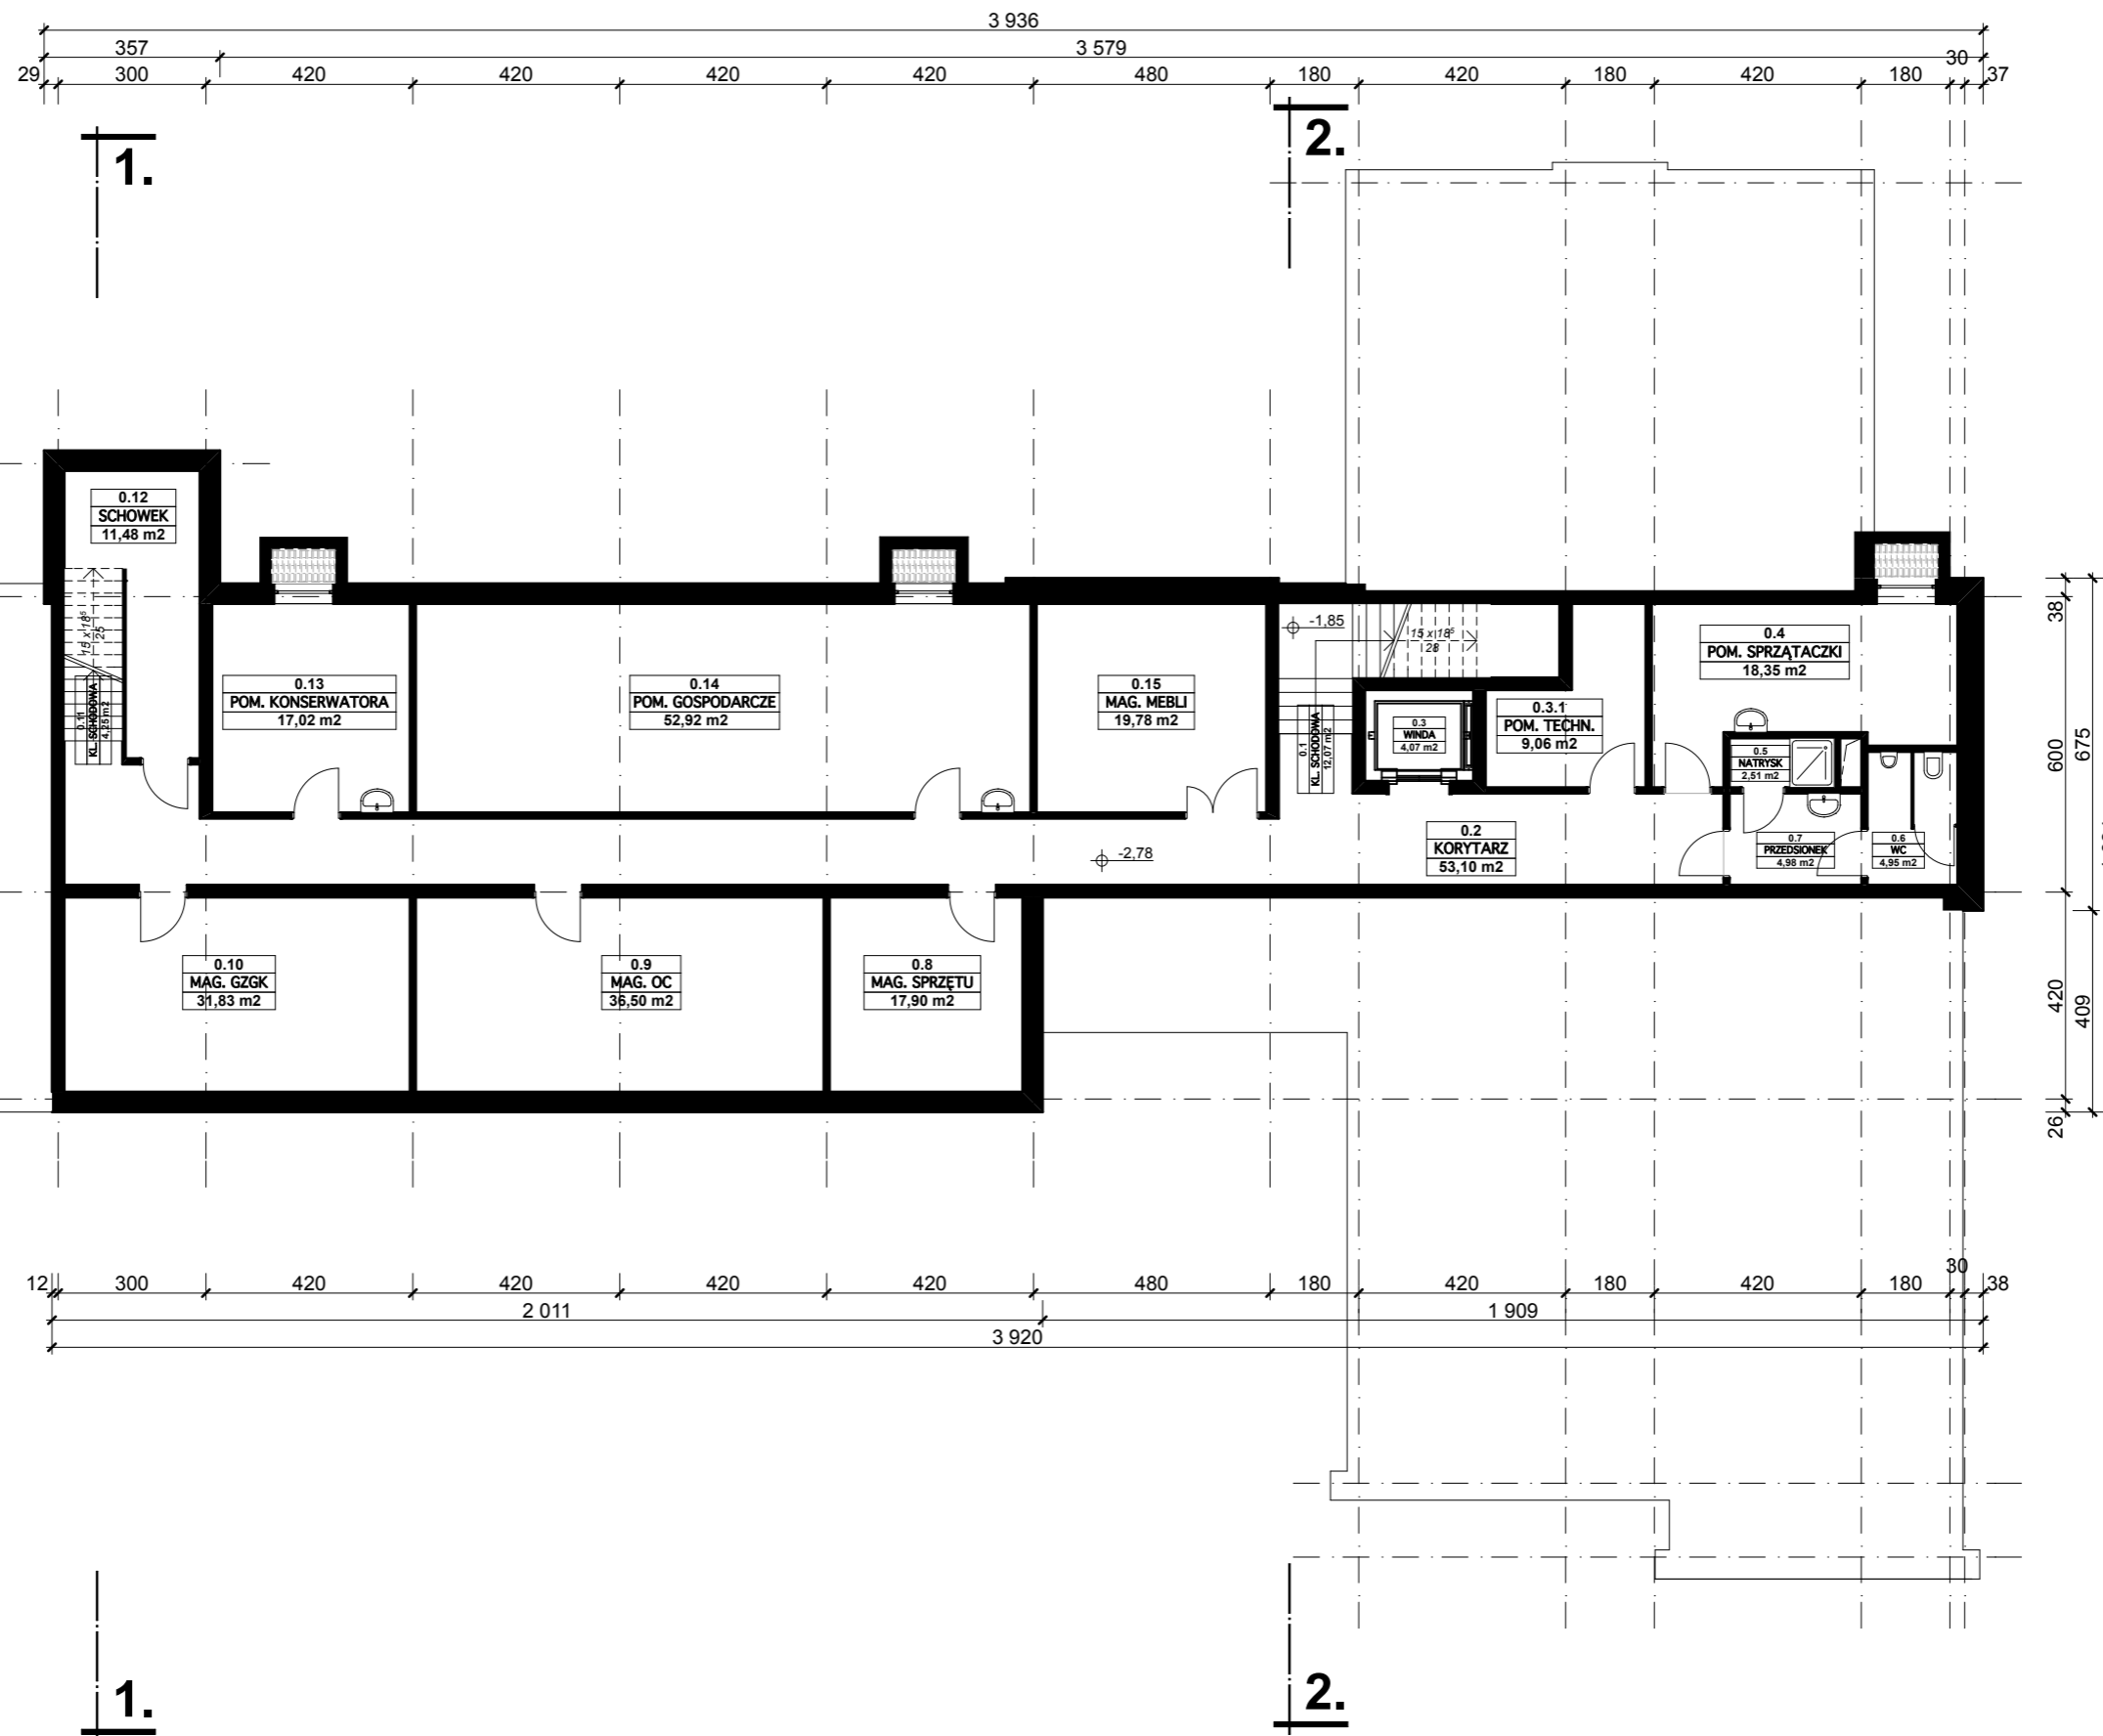 3 936
357
3 579
29
300
420
420
420
420
480
180
420
180
420
180
30
37
1.
2.
0.12
SCHOWEK
11,48 m2
15 x 18⁵
25
0.11
KL. SCHODOWA
4,25 m2
0.13
POM. KONSERWATORA
17,02 m2
0.14
POM. GOSPODARCZE
52,92 m2
0.15
MAG. MEBLI
19,78 m2
-1,85
15 x 18⁵
28
0.1
KL. SCHODOWA
12,07 m2
0.3
WINDA
4,07 m2
0.3.1
POM. TECHN.
9,06 m2
0.4
POM. SPRZĄTACZKI
18,35 m2
0.5
NATRYSK
2,51 m2
0.7
PRZEDSIONEK
4,98 m2
0.6
WC
4,95 m2
0.2
KORYTARZ
53,10 m2
-2,78
0.10
MAG. GZGK
31,83 m2
0.9
MAG. OC
36,50 m2
0.8
MAG. SPRZĘTU
17,90 m2
38
600
675
420
409
26
12
300
420
420
420
420
480
180
420
180
420
180
30
38
2 011
1 909
3 920
1.
2.